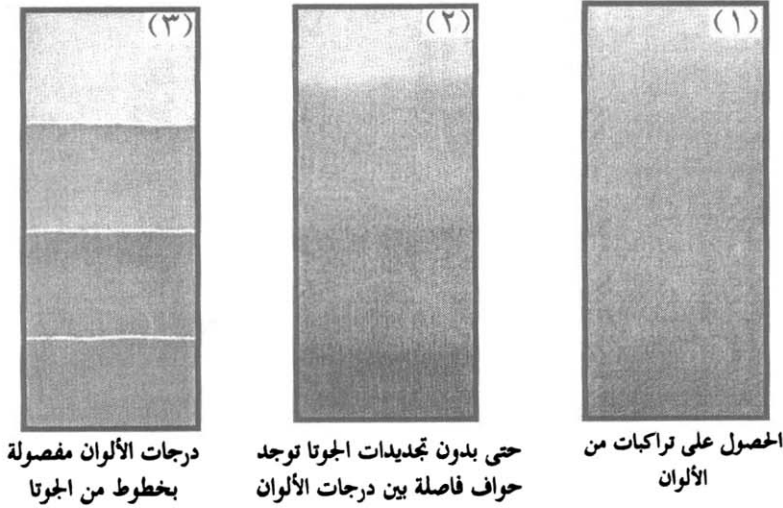 (١)
الحصول على تراكبات من
الألوان
(٢)
حتى بدون تجديدات الجوتا توجد
حواف فاصلة بين درجات الألوان
(٣)
درجات الألوان مفصولة
بخطوط من الجوتا